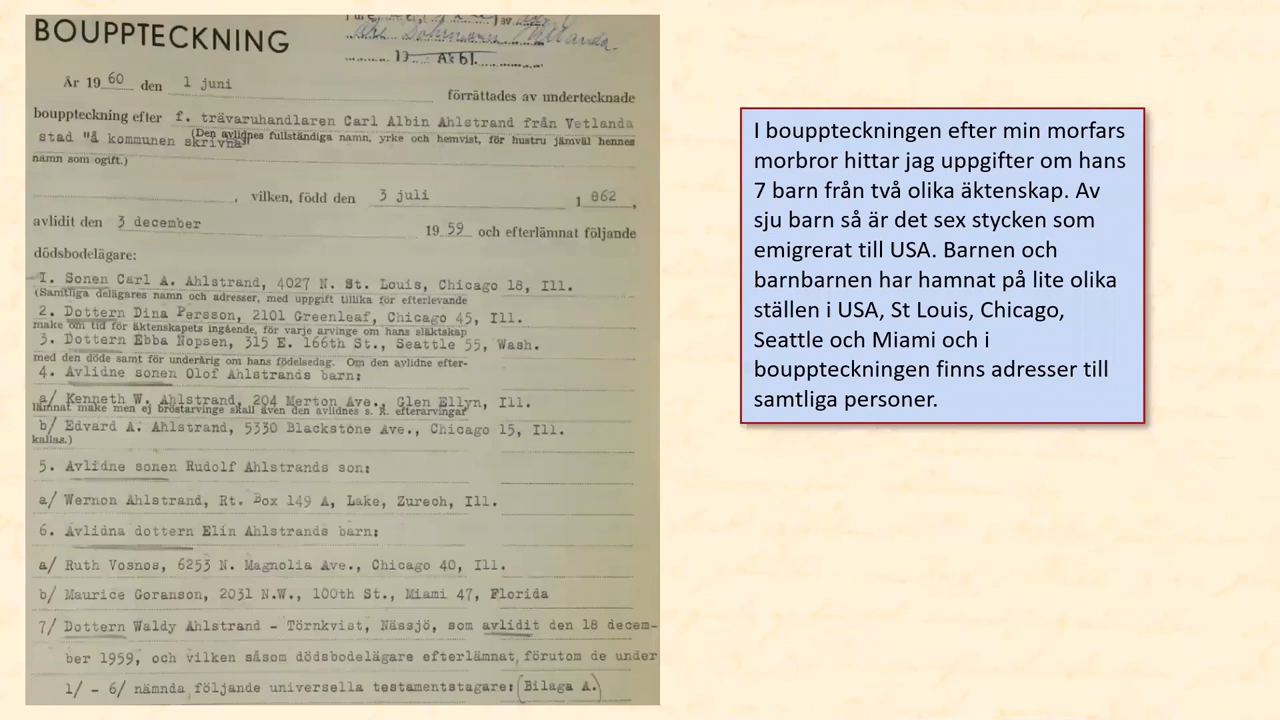 BOUPPTECKNING
av
Vetlanda.
19 Akbl.
År 1960 den 1 juni
förrättades av undertecknade
bouppteckning efter f. trävaruhandlaren Carl Albin Ahlstrand från Vetlanda
stad "å kommunen skrivna"
(Den avlidnes fullständiga namn, yrke och hemvist, för hustru jämväl hennes
namn som ogift.)
, vilken, född den 3 juli 1 862,
avlidit den 3 december 1959 och efterlämnat följande
dödsbodelägare:
1. Sonen Carl A. Ahlstrand, 4027 N. St. Louis, Chicago 18, Ill.
(Samtliga delägares namn och adresser, med uppgift tillika för efterlevande
2. Dottern Dina Persson, 2101 Greenleaf, Chicago 45, Ill.
make om tid för äktenskapets ingående, för varje arvinge om hans släktskap
3. Dottern Ebba Nopsen, 315 E. 166th St., Seattle 55, Wash.
med den döde samt för underårig om hans födelsedag. Om den avlidne efter-
4. Avlidne sonen Olof Ahlstrands barn:
a/ Kenneth W. Ahlstrand, 204 Merton Ave., Glen Ellyn, Ill.
lämnat make men ej bröstarvinge skall även den avlidnes s. k. efterarvingar
b/ Edvard A. Ahlstrand, 5330 Blackstone Ave., Chicago 15, Ill.
kallas.)
5. Avlidne sonen Rudolf Ahlstrands son:
a/ Wernon Ahlstrand, Rt. Box 149 A, Lake, Zurech, Ill.
6. Avlidna dottern Elin Ahlstrands barn:
a/ Ruth Vosnos, 6253 N. Magnolia Ave., Chicago 40, Ill.
b/ Maurice Goranson, 2031 N.W., 100th St., Miami 47, Florida
7/ Dottern Waldy Ahlstrand - Törnkvist, Nässjö, som avlidit den 18 decem-
ber 1959, och vilken såsom dödsbodelägare efterlämnat, förutom de under
1/ - 6/ nämnda följande universella testamentstagare: (Bilaga A.)
I bouppteckningen efter min morfars
morbror hittar jag uppgifter om hans
7 barn från två olika äktenskap. Av
sju barn så är det sex stycken som
emigrerat till USA. Barnen och
barnbarnen har hamnat på lite olika
ställen i USA, St Louis, Chicago,
Seattle och Miami och i
bouppteckningen finns adresser till
samtliga personer.